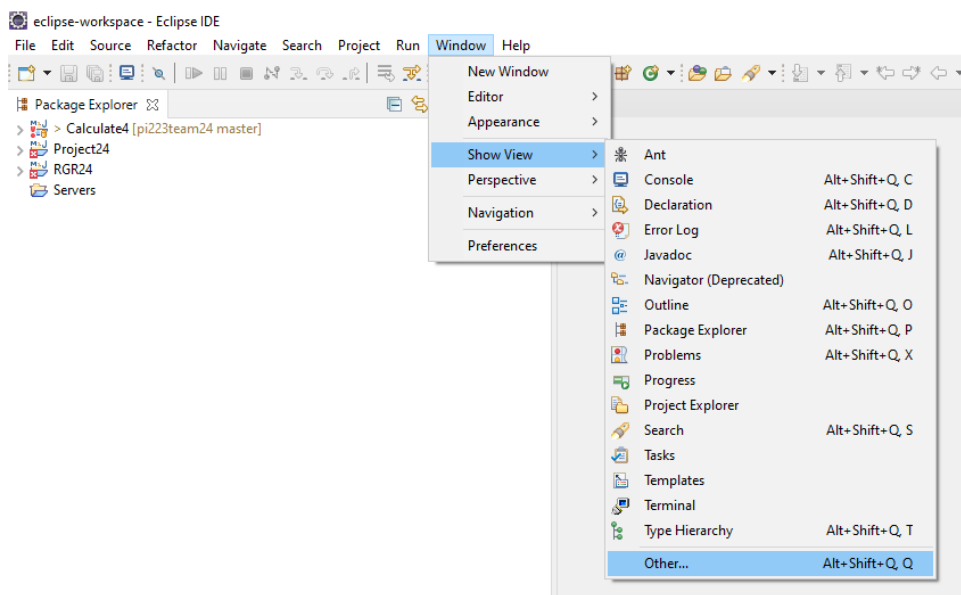 eclipse-workspace - Eclipse IDE
File Edit Source Refactor Navigate Search Project Run Window Help
Package Explorer
> Calculate4 [pi223team24 master]
Project24
RGR24
Servers
New Window
Editor
Appearance
Show View
Perspective
Navigation
Preferences
Ant
Console Alt+Shift+Q, C
Declaration Alt+Shift+Q, D
Error Log Alt+Shift+Q, L
Javadoc Alt+Shift+Q, J
Navigator (Deprecated)
Outline Alt+Shift+Q, O
Package Explorer Alt+Shift+Q, P
Problems Alt+Shift+Q, X
Progress
Project Explorer
Search Alt+Shift+Q, S
Tasks
Templates
Terminal
Type Hierarchy Alt+Shift+Q, T
Other... Alt+Shift+Q, Q